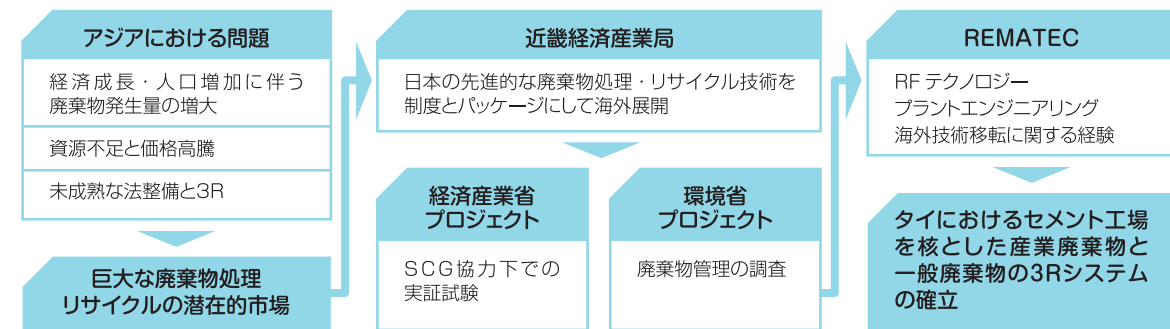 アジアにおける問題
経済成長・人口増加に伴う
廃棄物発生量の増大
資源不足と価格高騰
未成熟な法整備と3R
巨大な廃棄物処理
リサイクルの潜在的市場
近畿経済産業局
日本の先進的な廃棄物処理・リサイクル技術を
制度とパッケージにして海外展開
経済産業省
プロジェクト
SCG協力下での
実証試験
環境省
プロジェクト
廃棄物管理の調査
REMATEC
RFテクノロジー
プラントエンジニアリング
海外技術移転に関する経験
タイにおけるセメント工場
を核とした産業廃棄物と
一般廃棄物の3Rシステム
の確立